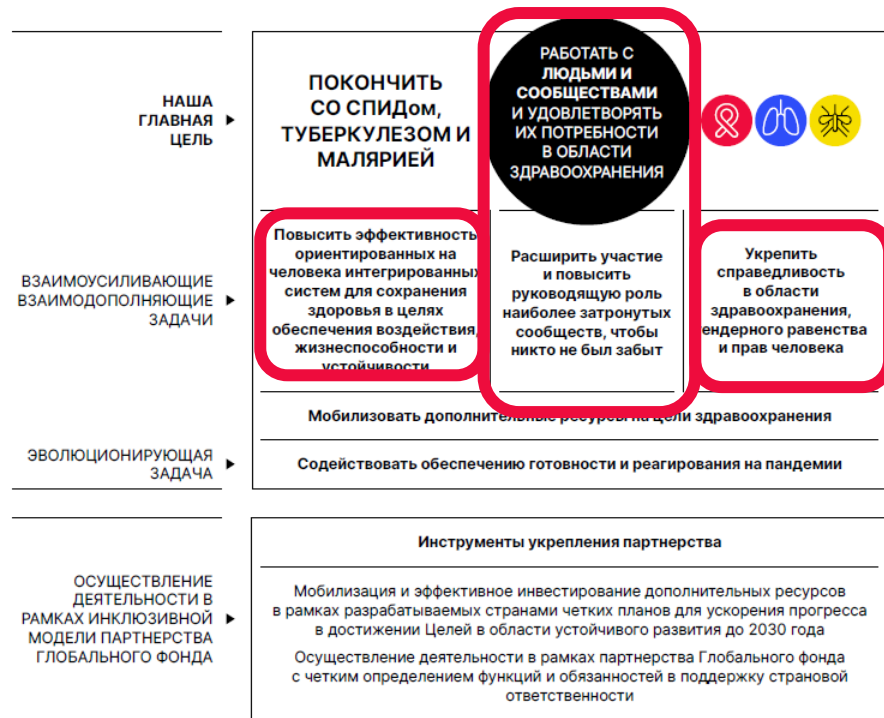 НАША
ГЛАВНАЯ
ЦЕЛЬ
ПОКОНЧИТЬ
СО СПИДом,
ТУБЕРКУЛЕЗОМ И
МАЛЯРИЕЙ
РАБОТАТЬ С
ЛЮДЬМИ И
СООБЩЕСТВАМИ
И УДОВЛЕТВОРЯТЬ
ИХ ПОТРЕБНОСТИ
В ОБЛАСТИ
ЗДРАВООХРАНЕНИЯ
ВЗАИМОУСИЛИВАЮЩИЕ
ВЗАИМОДОПОЛНЯЮЩИЕ
ЗАДАЧИ
Повысить эффективность
ориентированных на
человека интегрированных
систем для сохранения
здоровья в целях
обеспечения воздействия,
жизнеспособности и
устойчивости
Расширить участие
и повысить
руководящую роль
наиболее затронутых
сообществ, чтобы
никто не был забыт
Укрепить
справедливость
в области
здравоохранения,
ендерного равенства
и прав человека
Мобилизовать дополнительные ресурсы на цели здравоохранения
ЭВОЛЮЦИОНИРУЮЩАЯ
ЗАДАЧА
Содействовать обеспечению готовности и реагирования на пандемии
ОСУЩЕСТВЛЕНИЕ
ДЕЯТЕЛЬНОСТИ В
РАМКАХ ИНКЛЮЗИВНОЙ
МОДЕЛИ ПАРТНЕРСТВА
ГЛОБАЛЬНОГО ФОНДА
Инструменты укрепления партнерства
Мобилизация и эффективное инвестирование дополнительных ресурсов
в рамках разрабатываемых странами четких планов для ускорения прогресса
в достижении Целей в области устойчивого развития до 2030 года
Осуществление деятельности в рамках партнерства Глобального фонда
с четким определением функций и обязанностей в поддержку страновой
ответственности